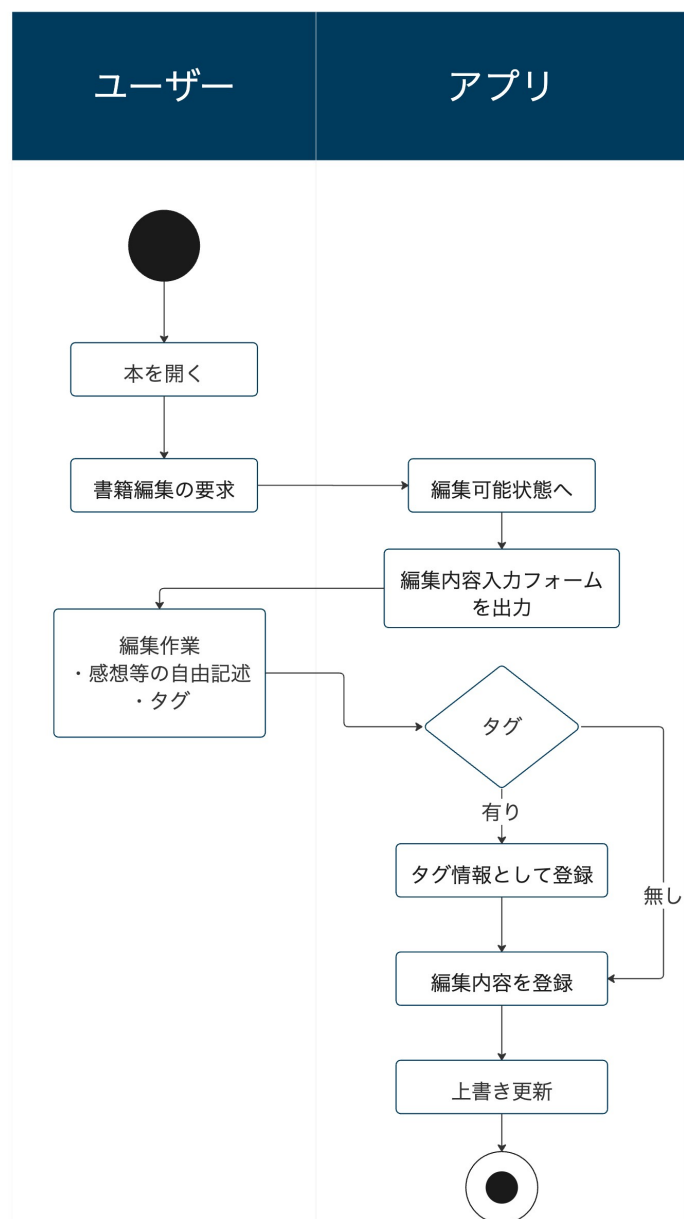 ユーザー
アプリ
本を開く
書籍編集の要求
編集可能状態へ
編集内容入力フォーム
を出力
編集作業
・感想等の自由記述
・タグ
タグ
有り
タグ情報として登録
無し
編集内容を登録
上書き更新